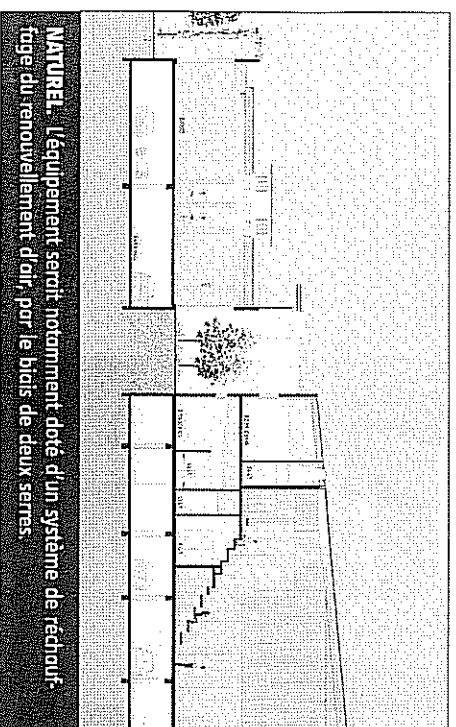 NATUREL. L'équipement serait notamment doté d'un système de réchauf-
fage du renouvellement d'air, par le biais de deux serres.